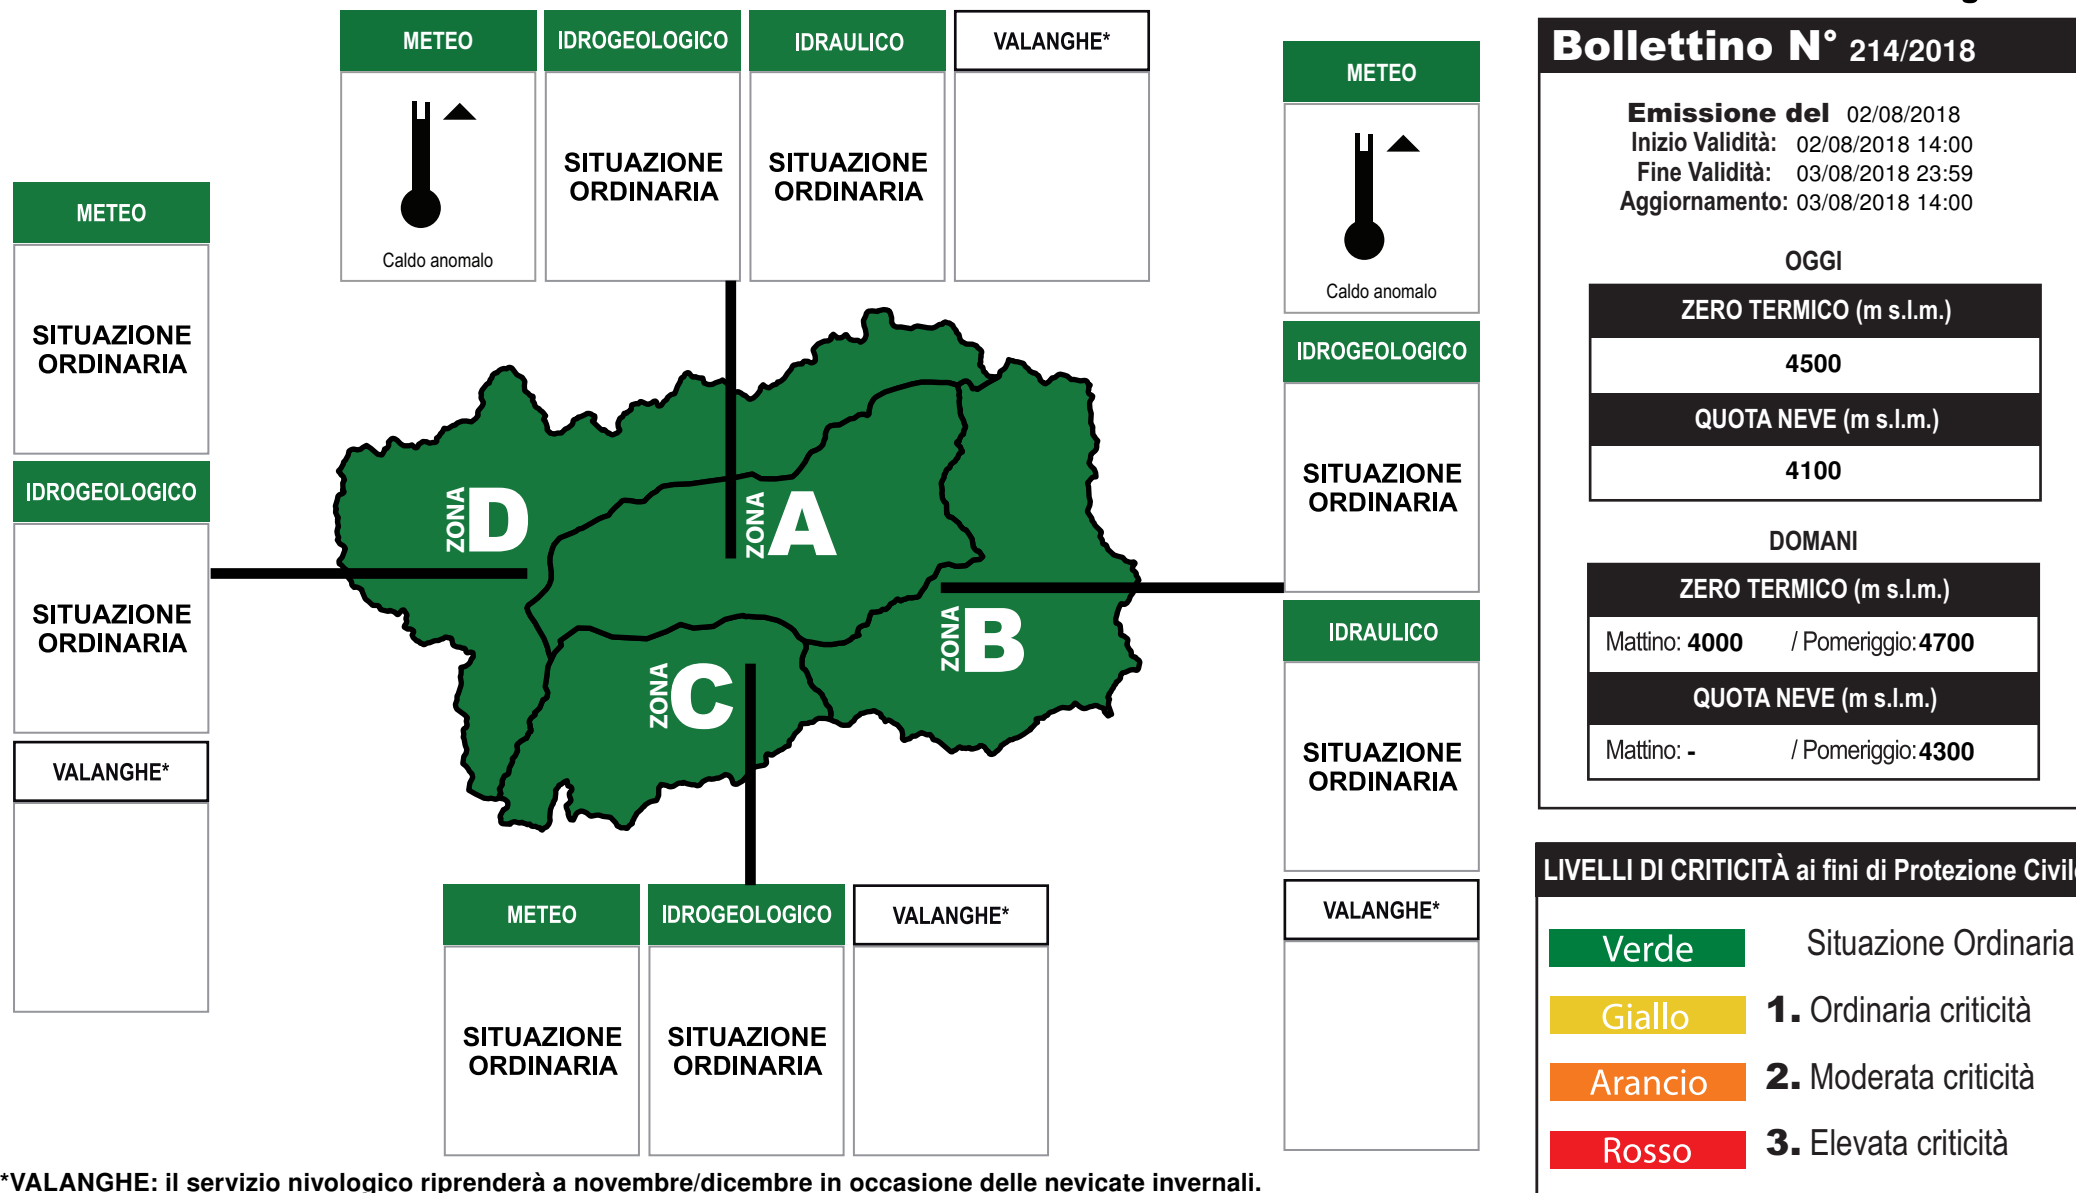 METEO
Caldo anomalo
IDROGEOLOGICO
SITUAZIONE
ORDINARIA
IDRAULICO
SITUAZIONE
ORDINARIA
VALANGHE*
METEO
SITUAZIONE
ORDINARIA
IDROGEOLOGICO
SITUAZIONE
ORDINARIA
VALANGHE*
METEO
Caldo anomalo
IDROGEOLOGICO
SITUAZIONE
ORDINARIA
IDRAULICO
SITUAZIONE
ORDINARIA
VALANGHE*
ZONA D
ZONA A
ZONA B
ZONA C
METEO
SITUAZIONE
ORDINARIA
IDROGEOLOGICO
SITUAZIONE
ORDINARIA
VALANGHE*
*VALANGHE: il servizio nivologico riprenderà a novembre/dicembre in occasione delle nevicate invernali.
Bollettino N° 214/2018
Emissione del 02/08/2018
Inizio Validità: 02/08/2018 14:00
Fine Validità: 03/08/2018 23:59
Aggiornamento: 03/08/2018 14:00
OGGI
ZERO TERMICO (m s.l.m.)
4500
QUOTA NEVE (m s.l.m.)
4100
DOMANI
ZERO TERMICO (m s.l.m.)
Mattino: 4000 / Pomeriggio: 4700
QUOTA NEVE (m s.l.m.)
Mattino: - / Pomeriggio: 4300
LIVELLI DI CRITICITÀ ai fini di Protezione Civile
Verde Situazione Ordinaria
Giallo 1. Ordinaria criticità
Arancio 2. Moderata criticità
Rosso 3. Elevata criticità